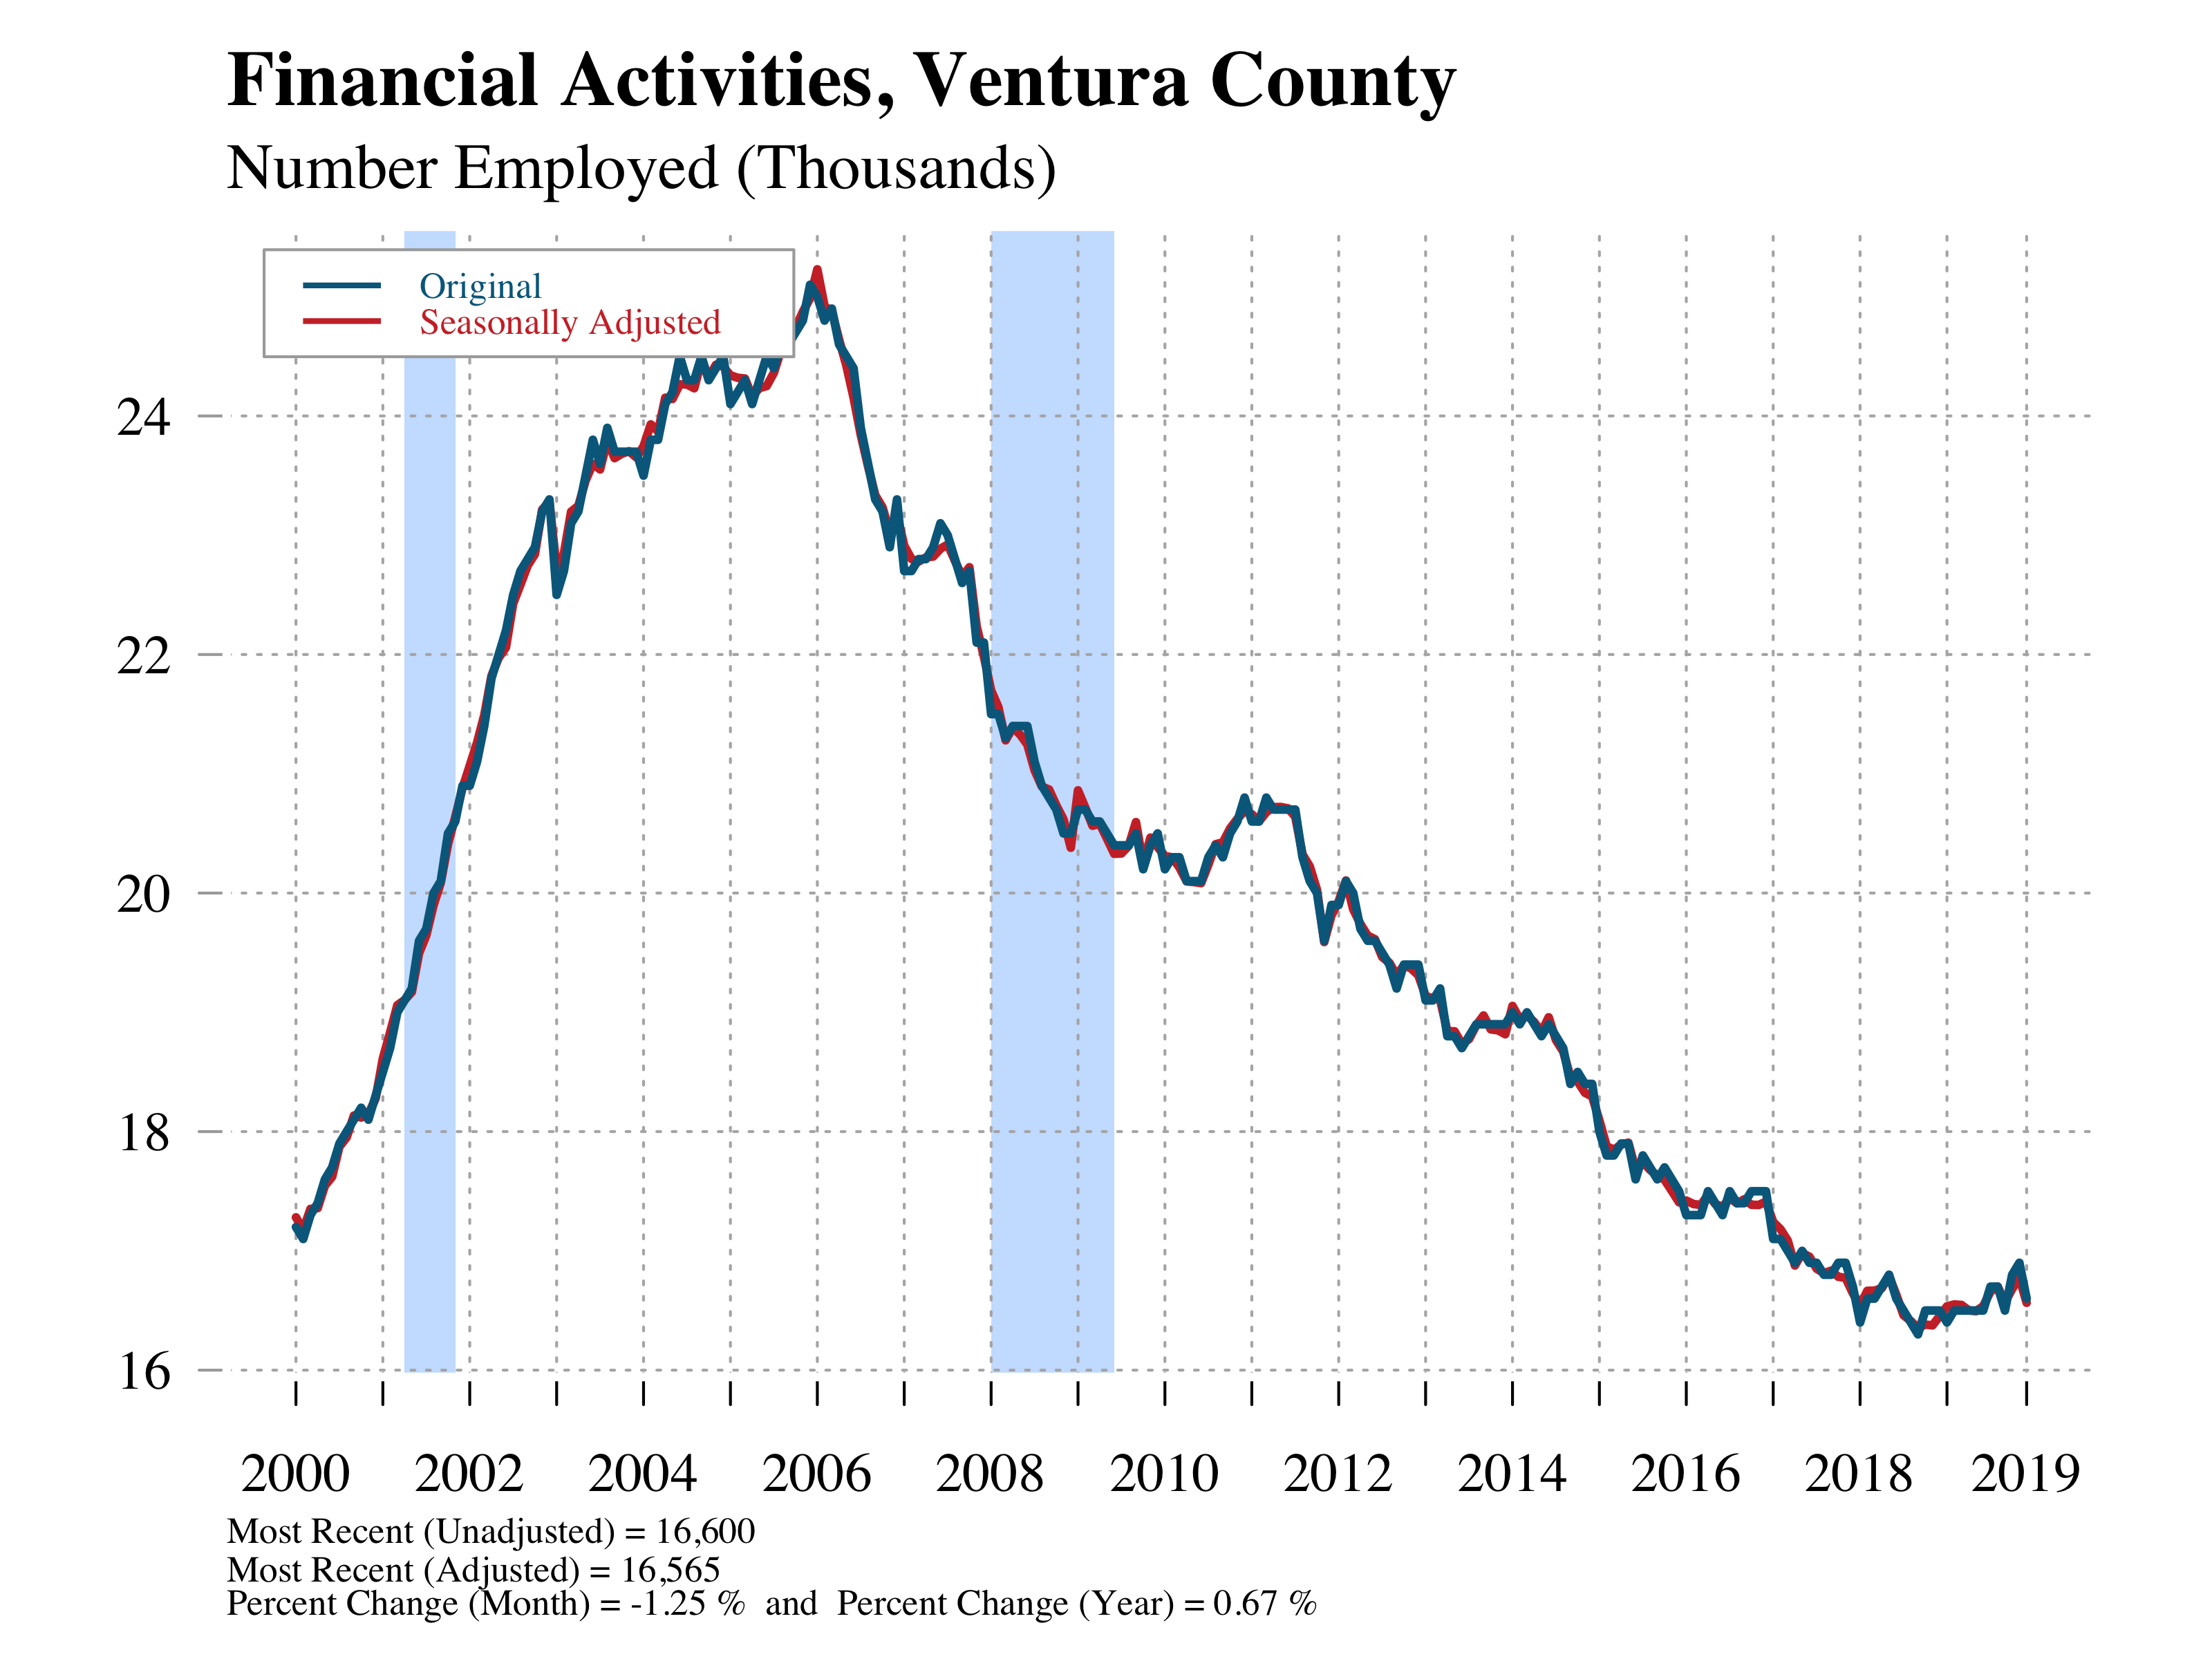 Financial Activities, Ventura County
Number Employed (Thousands)
Original
Seasonally Adjusted
24
22
20
18
16
2000 2002 2004 2006 2008 2010 2012 2014 2016 2018 2019
Most Recent (Unadjusted) = 16,600
Most Recent (Adjusted) = 16,565
Percent Change (Month) = -1.25 % and Percent Change (Year) = 0.67 %